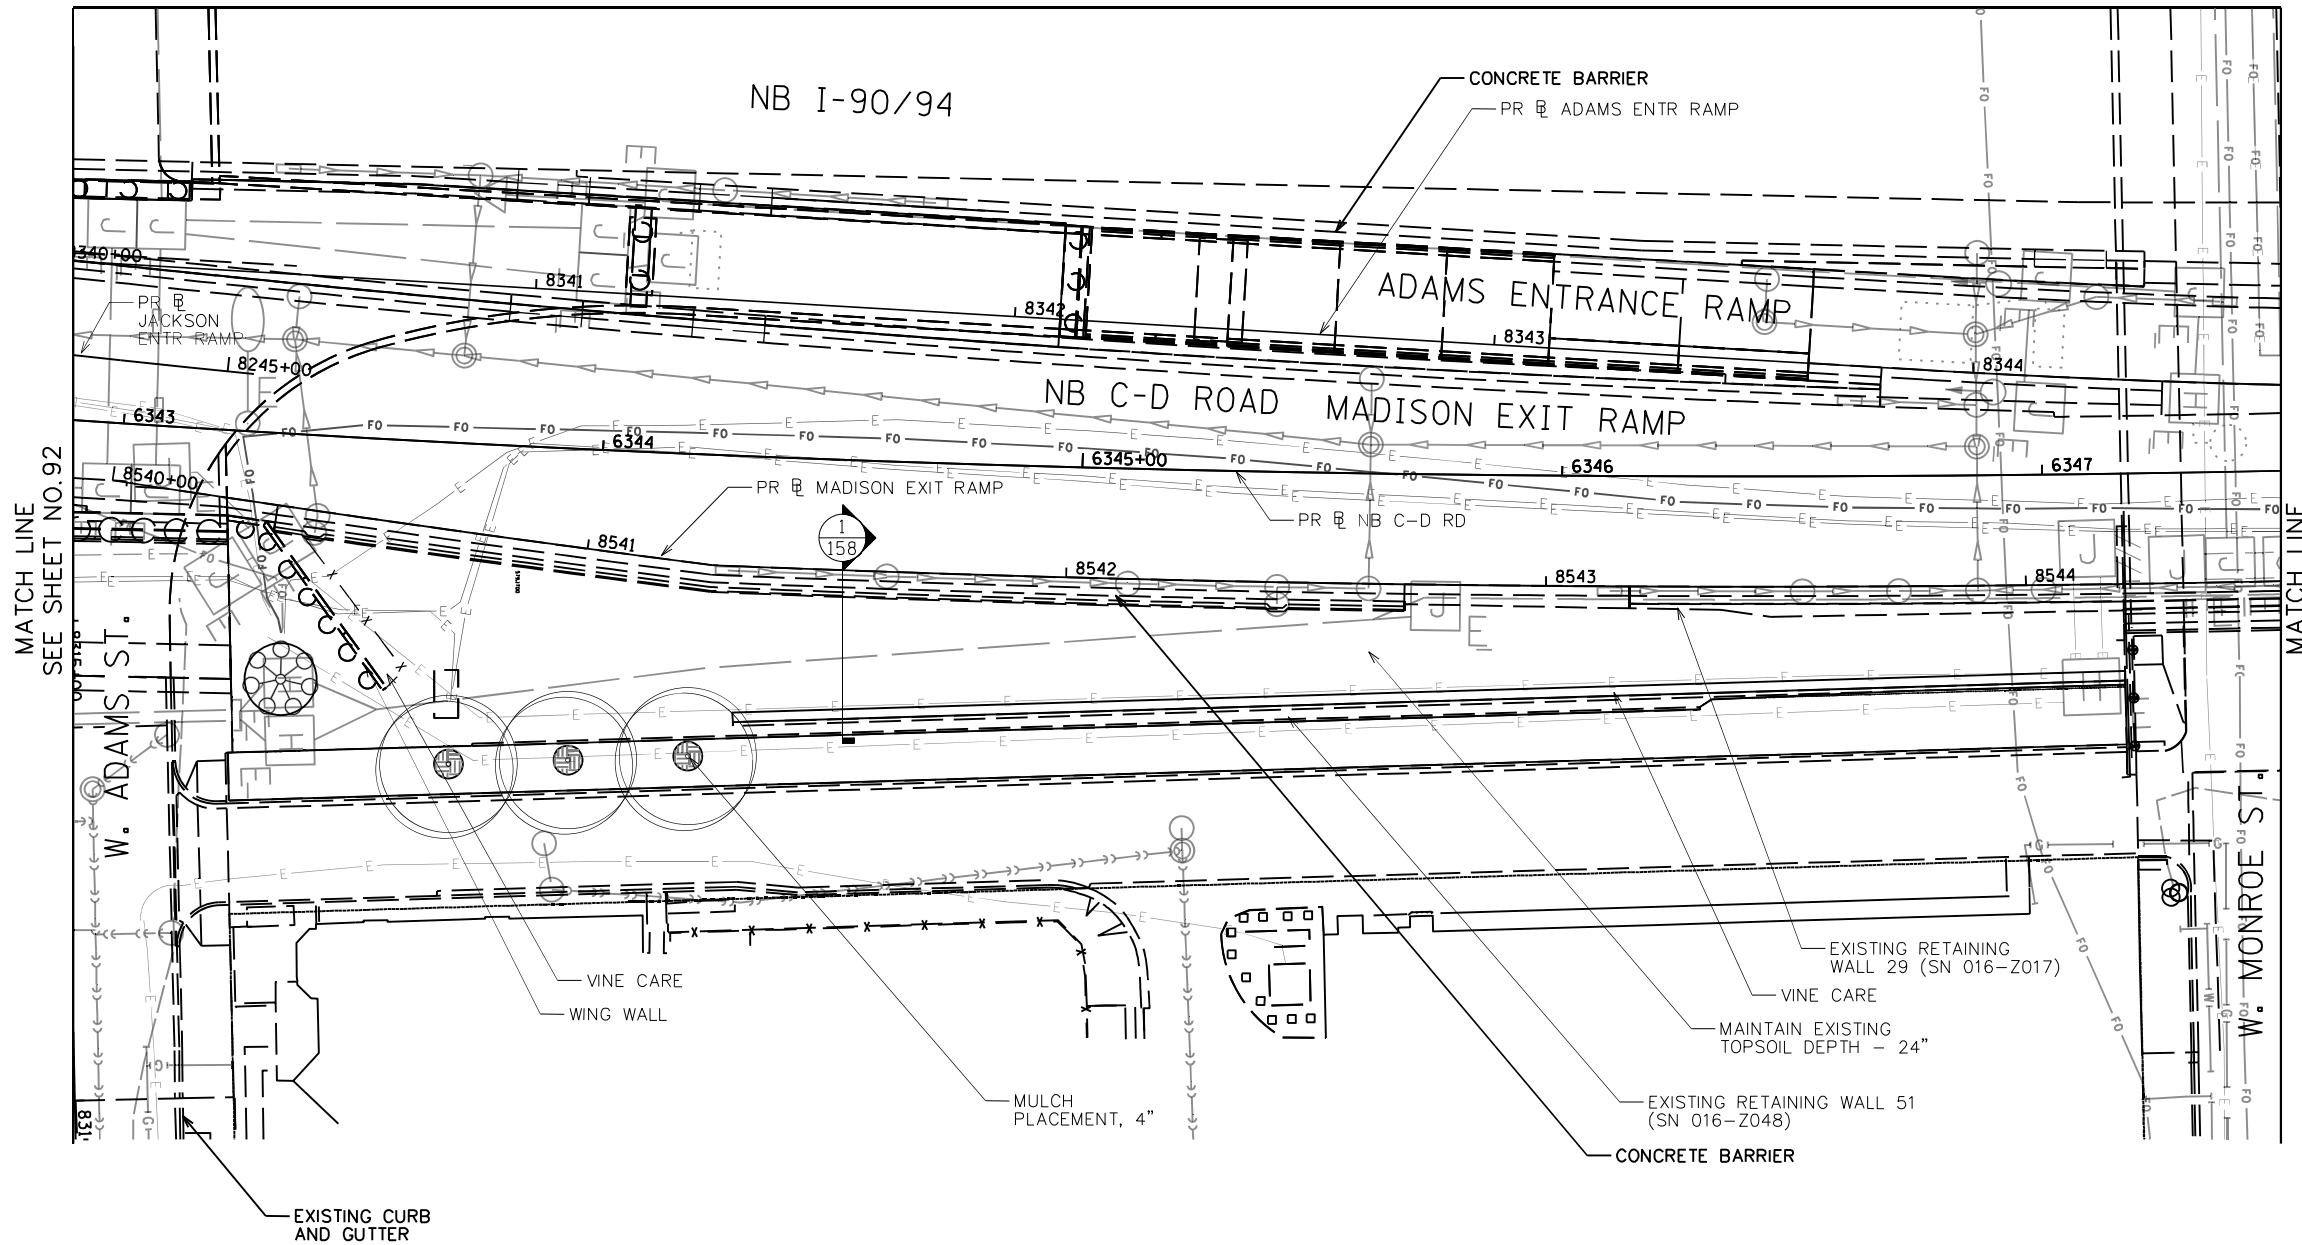 NB I-90/94
CONCRETE BARRIER
PR BL ADAMS ENTR RAMP
8341
8342
8343
8344
ADAMS ENTRANCE RAMP
PR BL
JACKSON
ENTR RAMP
8245+00
NB C-D ROAD
MADISON EXIT RAMP
6343
6344
6345+00
6346
6347
8540+00
8541
8542
8543
8544
PR BL MADISON EXIT RAMP
PR BL NB C-D RD
1
158
MATCH LINE
SEE SHEET NO. 92
MATCH LINE
W. ADAMS ST.
W. MONROE ST.
VINE CARE
WING WALL
MULCH
PLACEMENT, 4"
EXISTING RETAINING
WALL 29 (SN 016-Z017)
VINE CARE
MAINTAIN EXISTING
TOPSOIL DEPTH - 24"
EXISTING RETAINING WALL 51
(SN 016-Z048)
CONCRETE BARRIER
EXISTING CURB
AND GUTTER